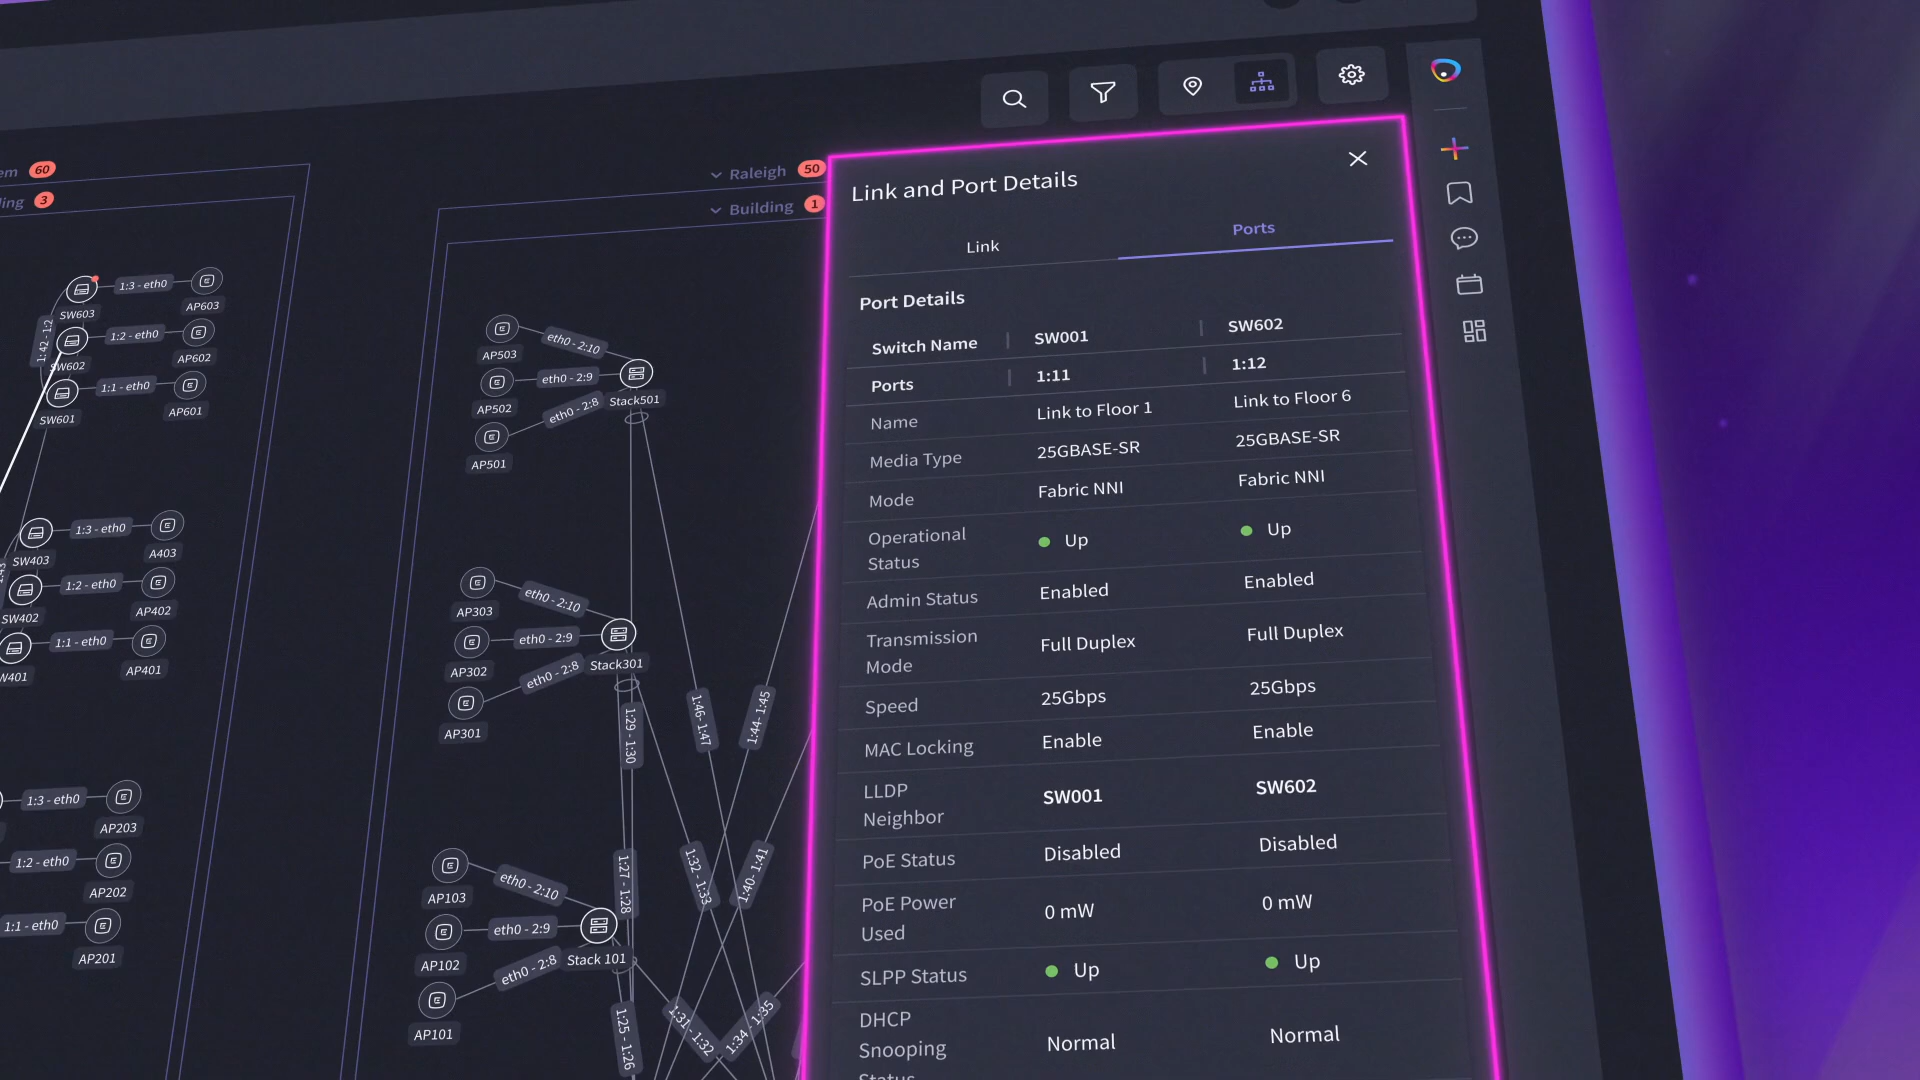 em 60
ding 3
1:3 - eth0
SW603
AP603
1:42 - 1:2
1:2 - eth0
SW602
AP602
1:1 - eth0
SW601
AP601
1:3 - eth0
SW403
A403
1:2 - eth0
SW402
AP402
1:1 - eth0
W401
AP401
1:3 - eth0
AP203
1:2 - eth0
AP202
1:1 - eth0
AP201
Raleigh 50
Building 1
eth0 - 2:10
AP503
eth0 - 2:9
AP502
Stack501
eth0 - 2:8
AP501
eth0 - 2:10
AP303
eth0 - 2:9
AP302
Stack301
eth0 - 2:8
AP301
1:29 - 1:30
1:46- 1:47
1:44- 1:45
eth0 - 2:10
AP103
eth0 - 2:9
AP102
Stack 101
eth0 - 2:8
AP101
1:27 - 1:28
1:32 - 1:33
1:40- 1:41
1:25 - 1:26
1:31 - 1:32
1:34 - 1:35
Link and Port Details
Link Ports
Port Details
Switch Name SW001 SW602
Ports 1:11 1:12
Name Link to Floor 1 Link to Floor 6
Media Type 25GBASE-SR 25GBASE-SR
Mode Fabric NNI Fabric NNI
Operational
Status Up Up
Admin Status Enabled Enabled
Transmission
Mode Full Duplex Full Duplex
Speed 25Gbps 25Gbps
MAC Locking Enable Enable
LLDP
Neighbor SW001 SW602
PoE Status Disabled Disabled
PoE Power
Used 0 mW 0 mW
SLPP Status Up Up
DHCP
Snooping Normal Normal
Status